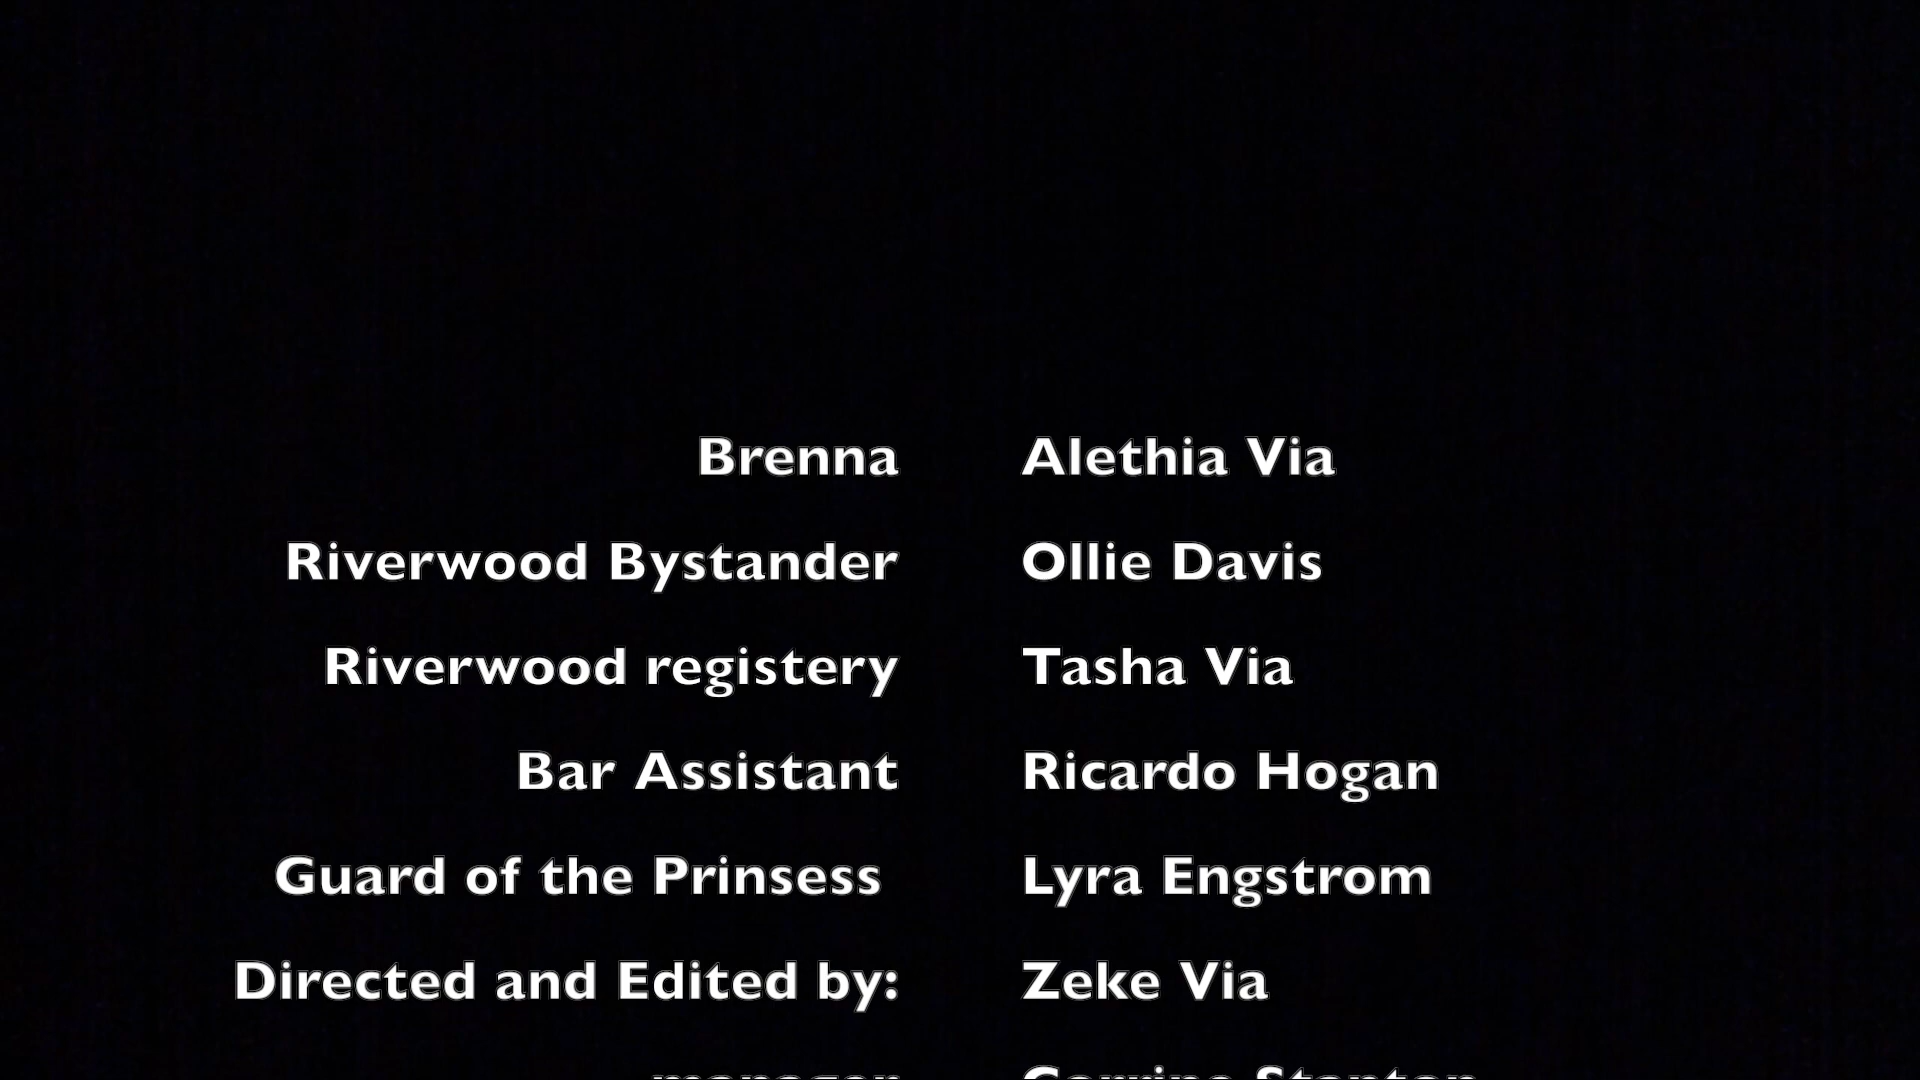 Brenna Alethia Via
Riverwood Bystander Ollie Davis
Riverwood registery Tasha Via
Bar Assistant Ricardo Hogan
Guard of the Prinsess Lyra Engstrom
Directed and Edited by: Zeke Via